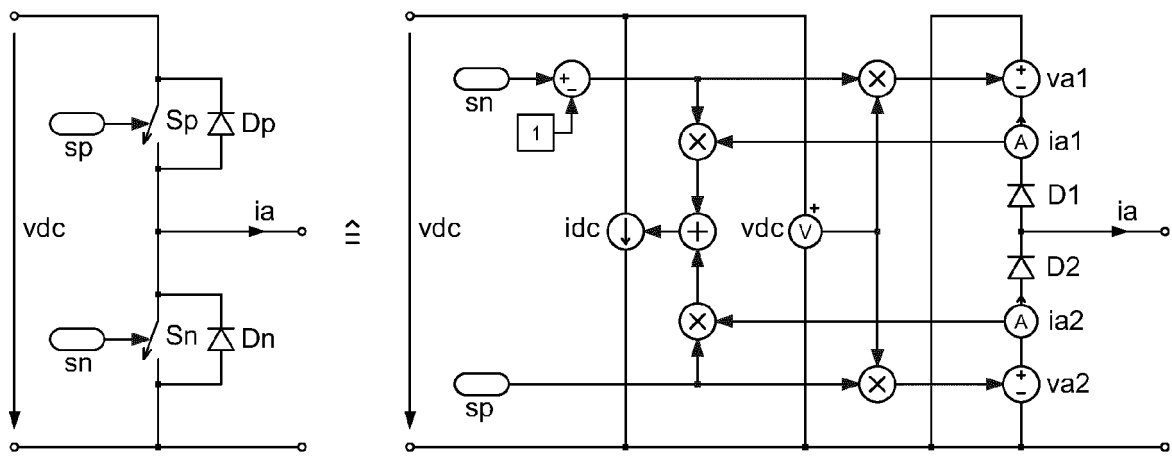 Sp
Dp
sp
ia
vdc
Sn
Dn
sn
≙
vdc
sn
+
−
1
×
×
+
−
va1
A
ia1
D1
idc
+
vdc
+
V
ia
D2
×
A
ia2
sp
×
+
−
va2